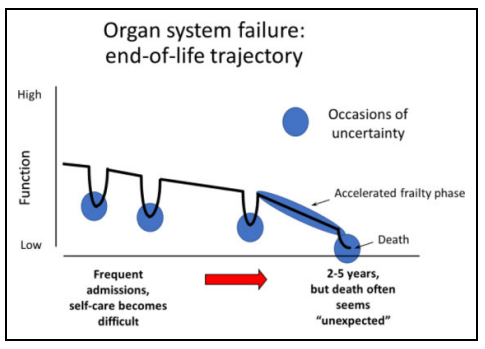 Organ system failure:
end-of-life trajectory
High
Occasions of
uncertainty
Function
Accelerated frailty phase
Low
Death
Frequent
admissions,
self-care becomes
difficult
2-5 years,
but death often
seems
“unexpected”